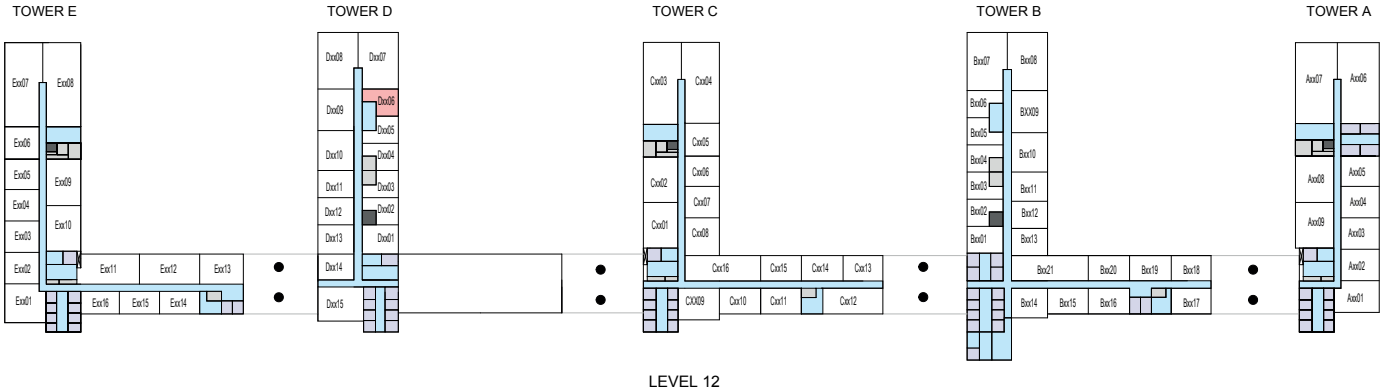 TOWER E
TOWER D
TOWER C
TOWER B
TOWER A
Exx07
Exx08
Exx06
Exx05
Exx09
Exx04
Exx03
Exx10
Exx02
Exx11
Exx12
Exx13
Exx01
Exx16
Exx15
Exx14
Dxx08
Dxx07
Dxx09
Dxx06
Dxx05
Dxx10
Dxx04
Dxx11
Dxx03
Dxx12
Dxx02
Dxx13
Dxx01
Dxx14
Dxx15
Cxx03
Cxx04
Cxx05
Cxx02
Cxx06
Cxx07
Cxx01
Cxx08
Cxx16
Cxx15
Cxx14
Cxx13
CXX09
Cxx10
Cxx11
Cxx12
Bxx07
Bxx08
Bxx06
BXX09
Bxx05
Bxx04
Bxx10
Bxx03
Bxx11
Bxx02
Bxx12
Bxx01
Bxx13
Bxx21
Bxx20
Bxx19
Bxx18
Bxx14
Bxx15
Bxx16
Bxx17
Axx07
Axx06
Axx08
Axx05
Axx04
Axx09
Axx03
Axx02
Axx01
LEVEL 12